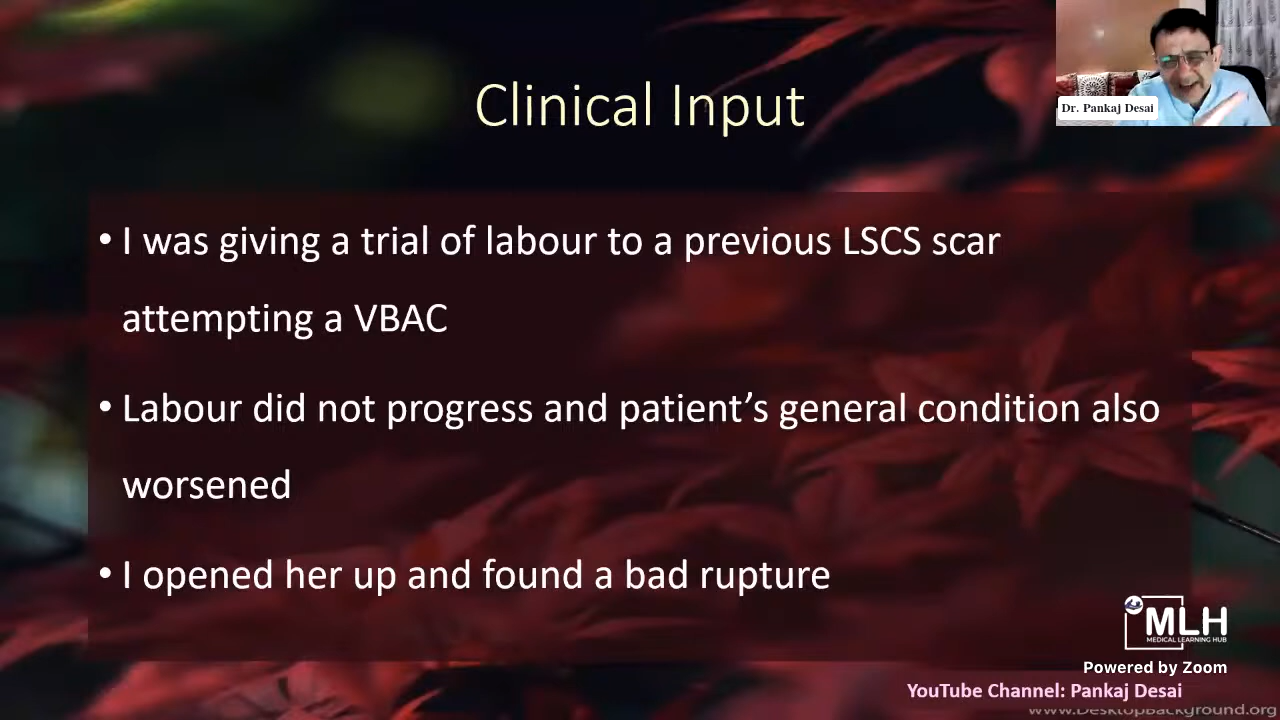 Clinical Input
Dr. Pankaj Desai
• I was giving a trial of labour to a previous LSCS scar
attempting a VBAC
• Labour did not progress and patient’s general condition also
worsened
• I opened her up and found a bad rupture
MLH
MEDICAL LEARNING HUB
Powered by Zoom
YouTube Channel: Pankaj Desai
www.DesktopBackground.org